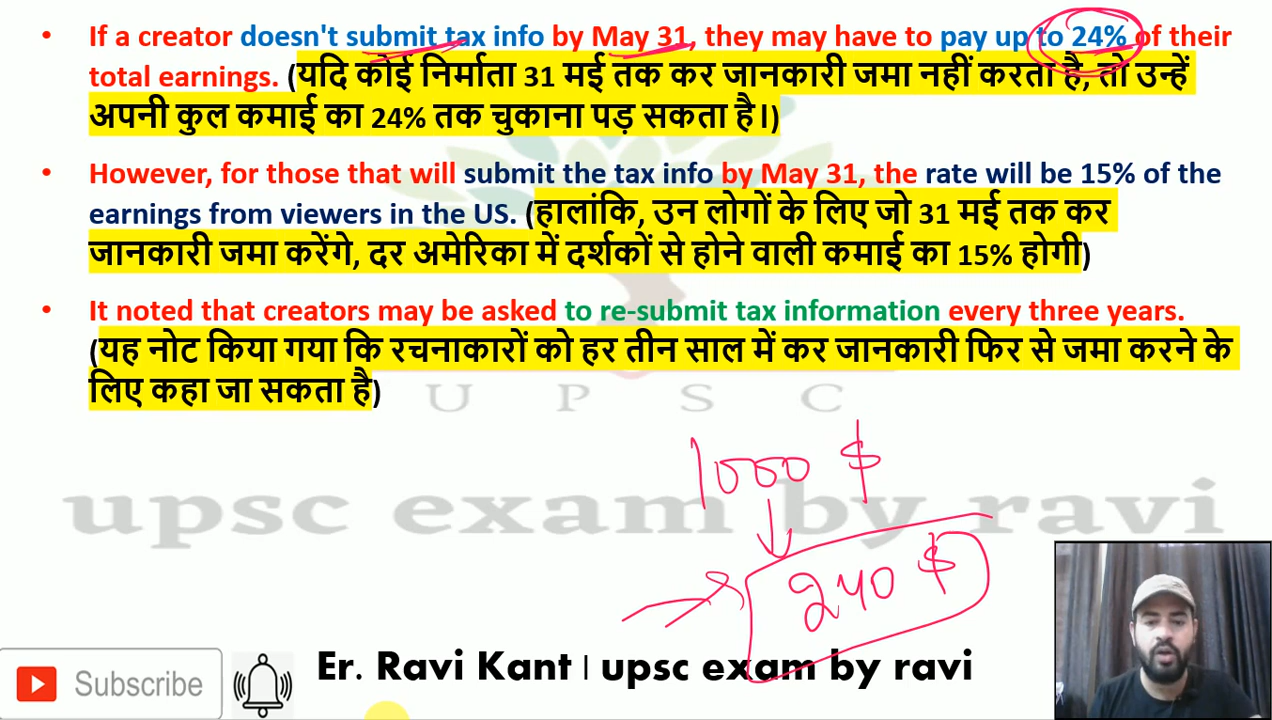 • If a creator doesn't submit tax info by May 31, they may have to pay up to 24% of their
total earnings. (यदि कोई निर्माता 31 मई तक कर जानकारी जमा नहीं करता है, तो उन्हें
अपनी कुल कमाई का 24% तक चुकाना पड़ सकता है।)
• However, for those that will submit the tax info by May 31, the rate will be 15% of the
earnings from viewers in the US. (हालांकि, उन लोगों के लिए जो 31 मई तक कर
जानकारी जमा करेंगे, दर अमेरिका में दर्शकों से होने वाली कमाई का 15% होगी)
• It noted that creators may be asked to re-submit tax information every three years.
(यह नोट किया गया कि रचनाकारों को हर तीन साल में कर जानकारी फिर से जमा करने के
लिए कहा जा सकता है)
UPSC
1000 $
upsc exam by ravi
240 $
Er. Ravi Kant | upsc exam by ravi
Subscribe